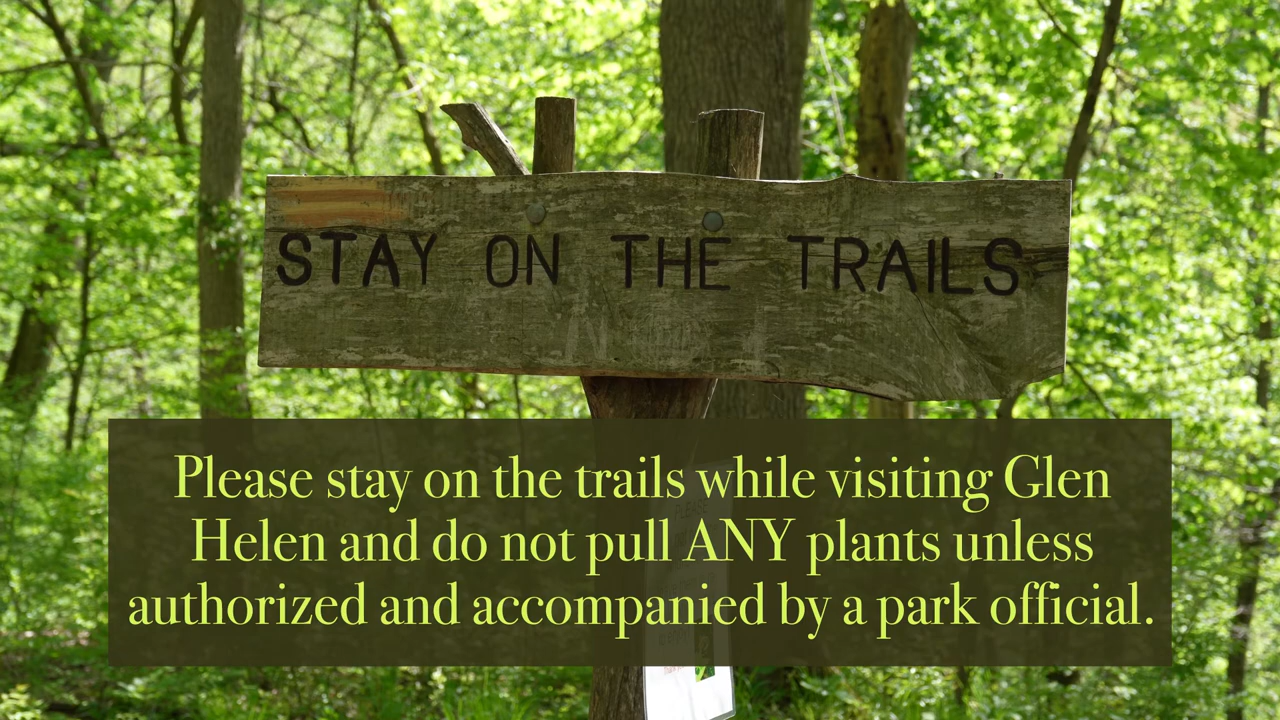 STAY ON THE TRAILS
Please stay on the trails while visiting Glen
Helen and do not pull ANY plants unless
authorized and accompanied by a park official.